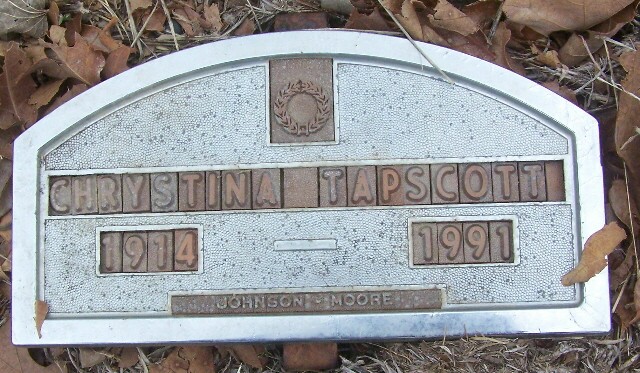 CHRYSTINA TAPSCOTT
1914 - 1991
JOHNSON - MOORE